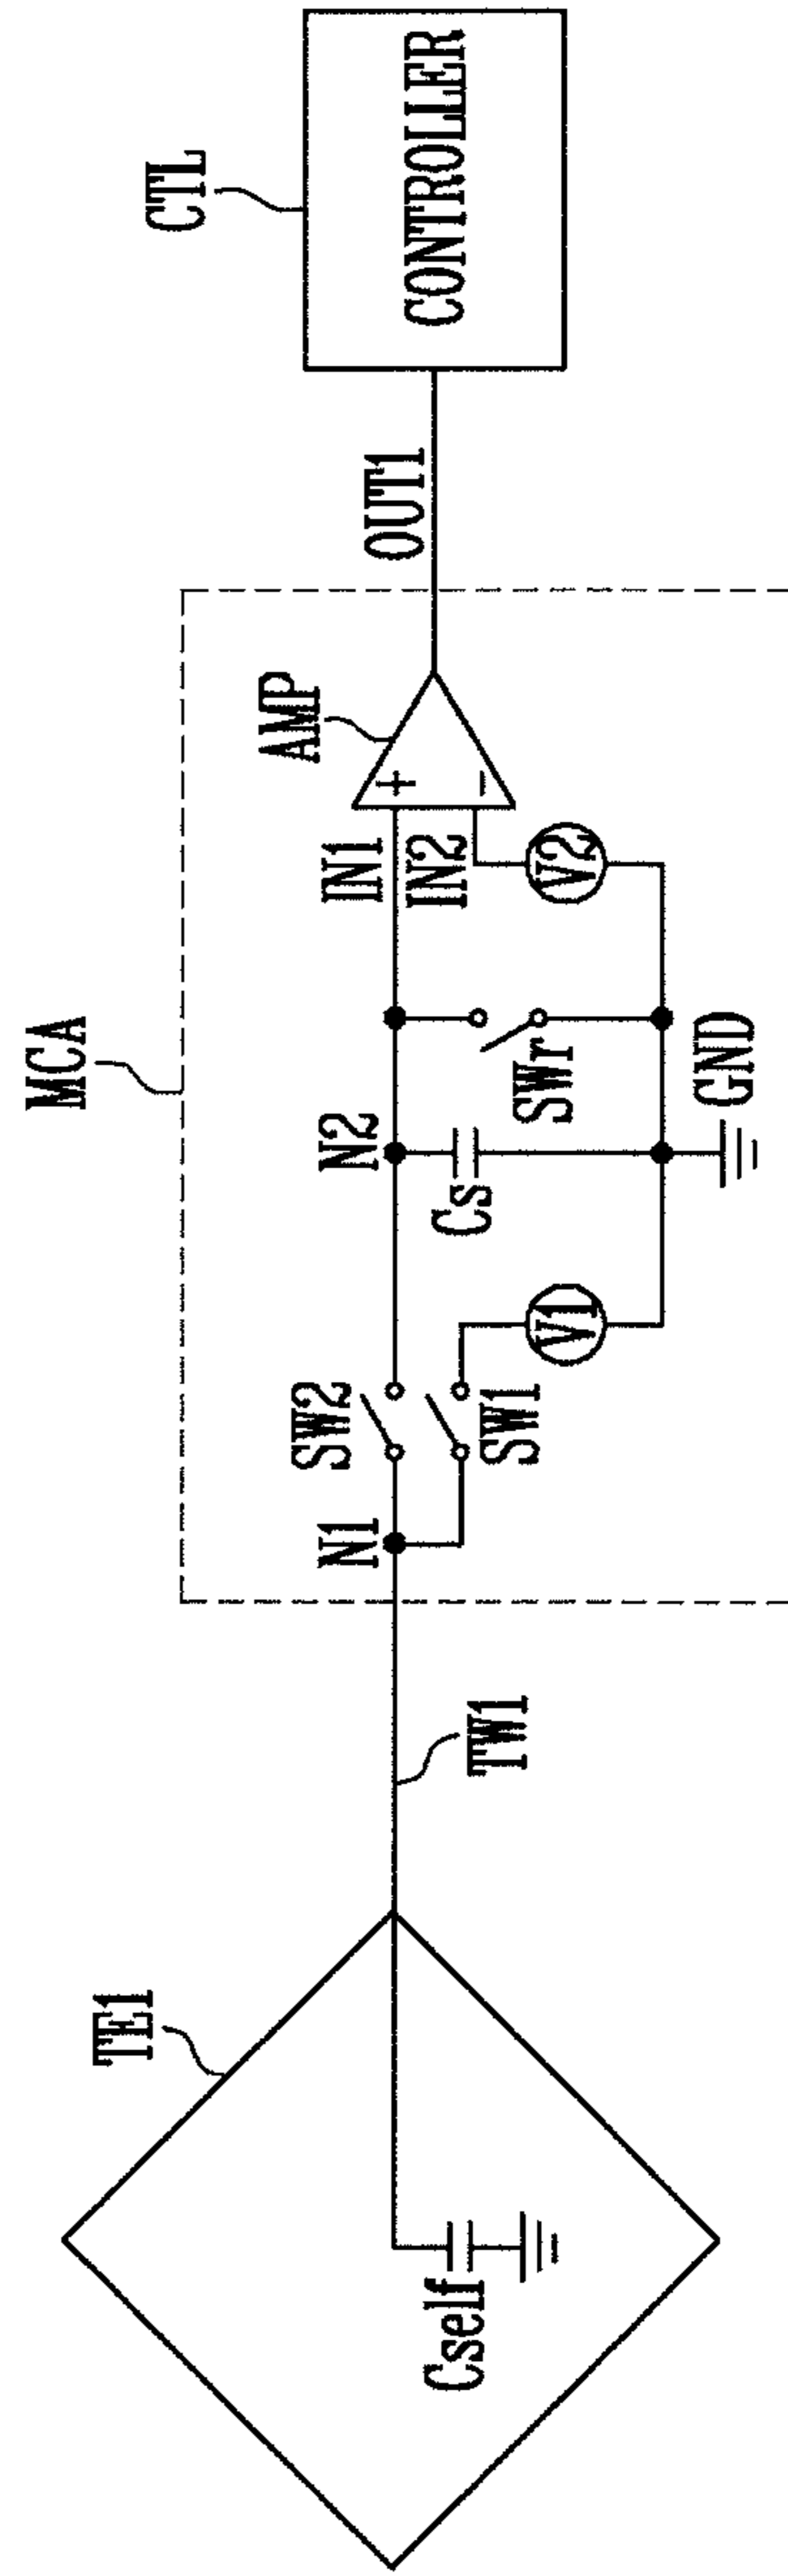 TE1
Cself
TW1
MCA
N1
SW2
SW1
V1
N2
Cs
SWr
GND
IN1
IN2
V2
AMP
+
−
OUT1
CTL
CONTROLLER